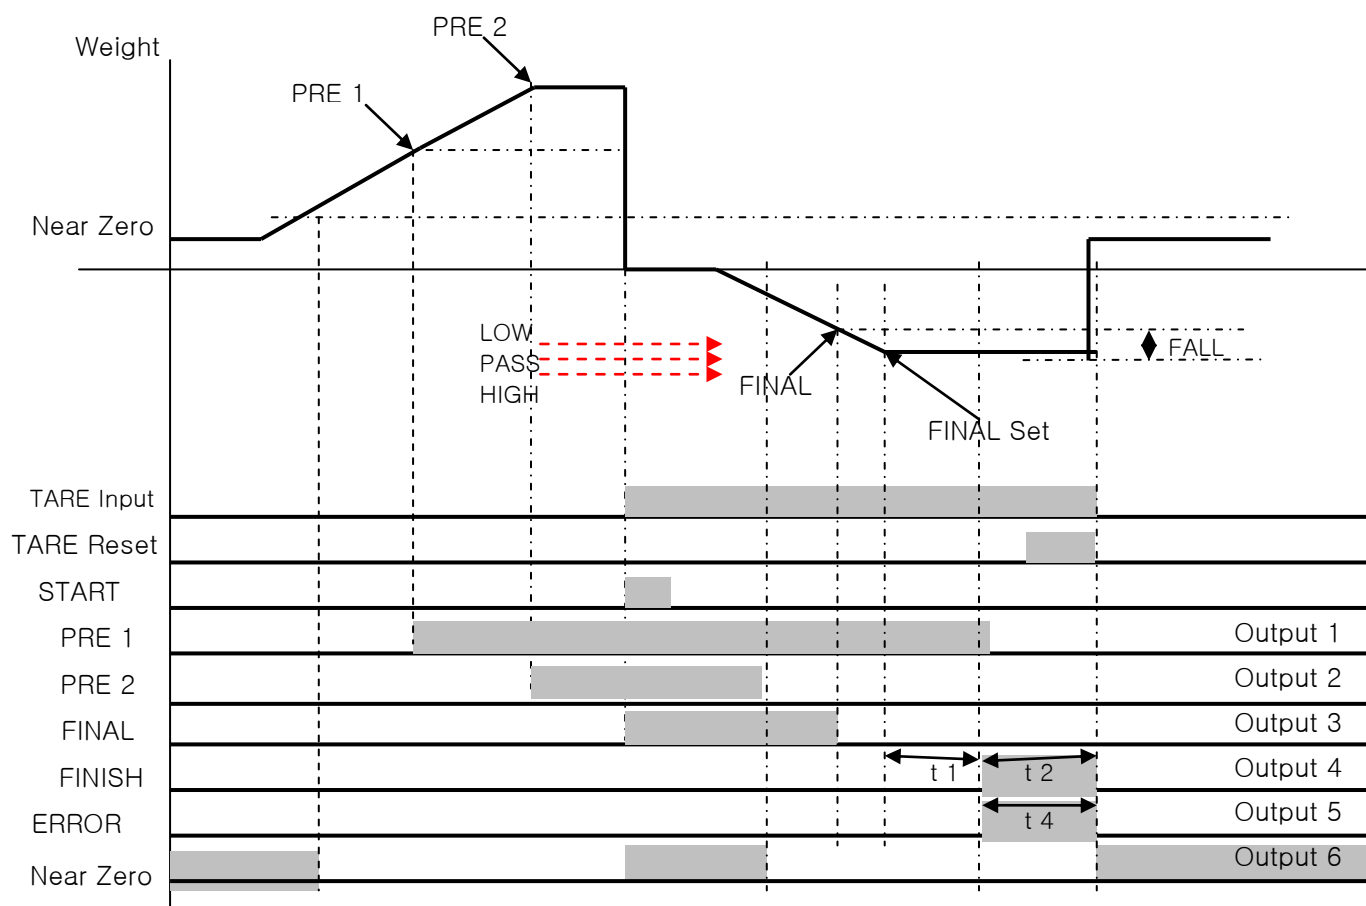 PRE 2
Weight
PRE 1
Near Zero
LOW
PASS
HIGH
FALL
FINAL
FINAL Set
TARE Input
TARE Reset
START
PRE 1 Output 1
PRE 2 Output 2
FINAL Output 3
FINISH t 1 t 2 Output 4
ERROR t 4 Output 5
Near Zero Output 6